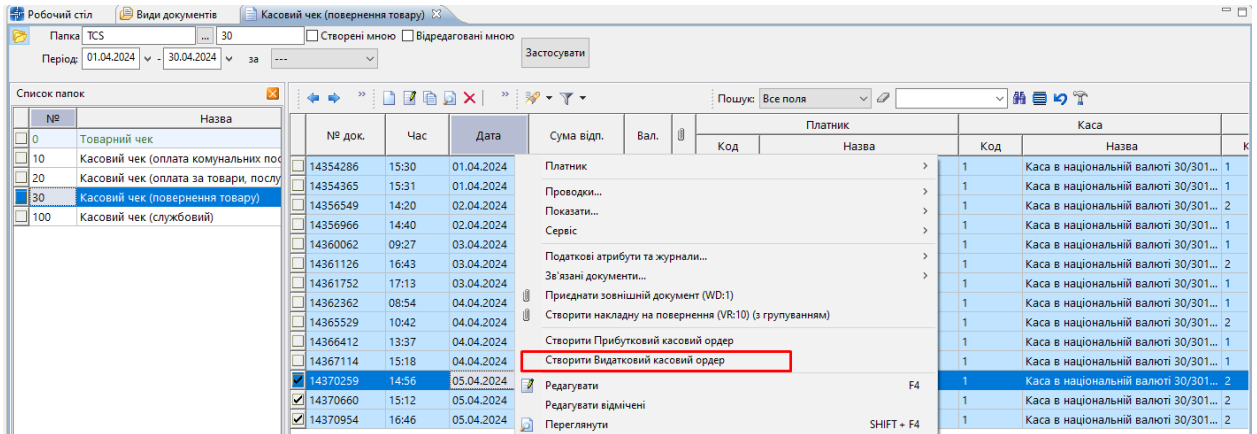 Робочий стіл Види документів Касовий чек (повернення товару)
Папка TCS ... 30 Створені мною Відредаговані мною
Період: 01.04.2024 - 30.04.2024 за --- Застосувати
Список папок
№ Назва
0 Товарний чек
10 Касовий чек (оплата комунальних пос
20 Касовий чек (оплата за товари, послу
30 Касовий чек (повернення товару)
100 Касовий чек (службовий)
Пошук: Все поля
№ док. Час Дата Сума відп. Вал. Платник Каса
Код Назва Код Назва К
14354286 15:30 01.04.2024 1 Каса в національній валюті 30/301... 1
14354365 15:31 01.04.2024 1 Каса в національній валюті 30/301... 1
14356549 14:20 02.04.2024 1 Каса в національній валюті 30/301... 2
14356966 14:40 02.04.2024 1 Каса в національній валюті 30/301... 1
14360062 09:27 03.04.2024 1 Каса в національній валюті 30/301... 1
14361126 16:43 03.04.2024 1 Каса в національній валюті 30/301... 2
14361752 17:13 03.04.2024 1 Каса в національній валюті 30/301... 1
14362362 08:54 04.04.2024 1 Каса в національній валюті 30/301... 1
14365529 10:42 04.04.2024 1 Каса в національній валюті 30/301... 2
14366412 13:37 04.04.2024 1 Каса в національній валюті 30/301... 1
14367114 15:18 04.04.2024 1 Каса в національній валюті 30/301... 1
14370259 14:56 05.04.2024 1 Каса в національній валюті 30/301... 2
14370660 15:12 05.04.2024 1 Каса в національній валюті 30/301... 2
14370954 16:46 05.04.2024 1 Каса в національній валюті 30/301... 2
Платник
Проводки...
Показати...
Сервіс
Податкові атрибути та журнали...
Зв'язані документи...
Приєднати зовнішній документ (WD:1)
Створити накладну на повернення (VR:10) (з групуванням)
Створити Прибутковий касовий ордер
Створити Видатковий касовий ордер
Редагувати F4
Редагувати відмічені
Переглянути SHIFT + F4